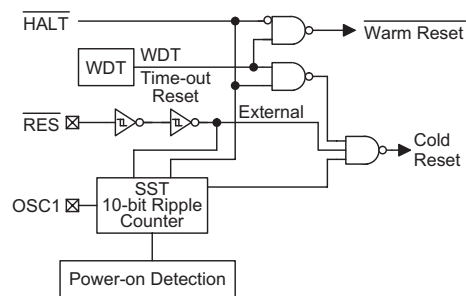 HALT
Warm Reset
WDT
WDT
Time-out
Reset
RES
External
Cold
Reset
SST
10-bit Ripple
Counter
OSC1
Power-on Detection